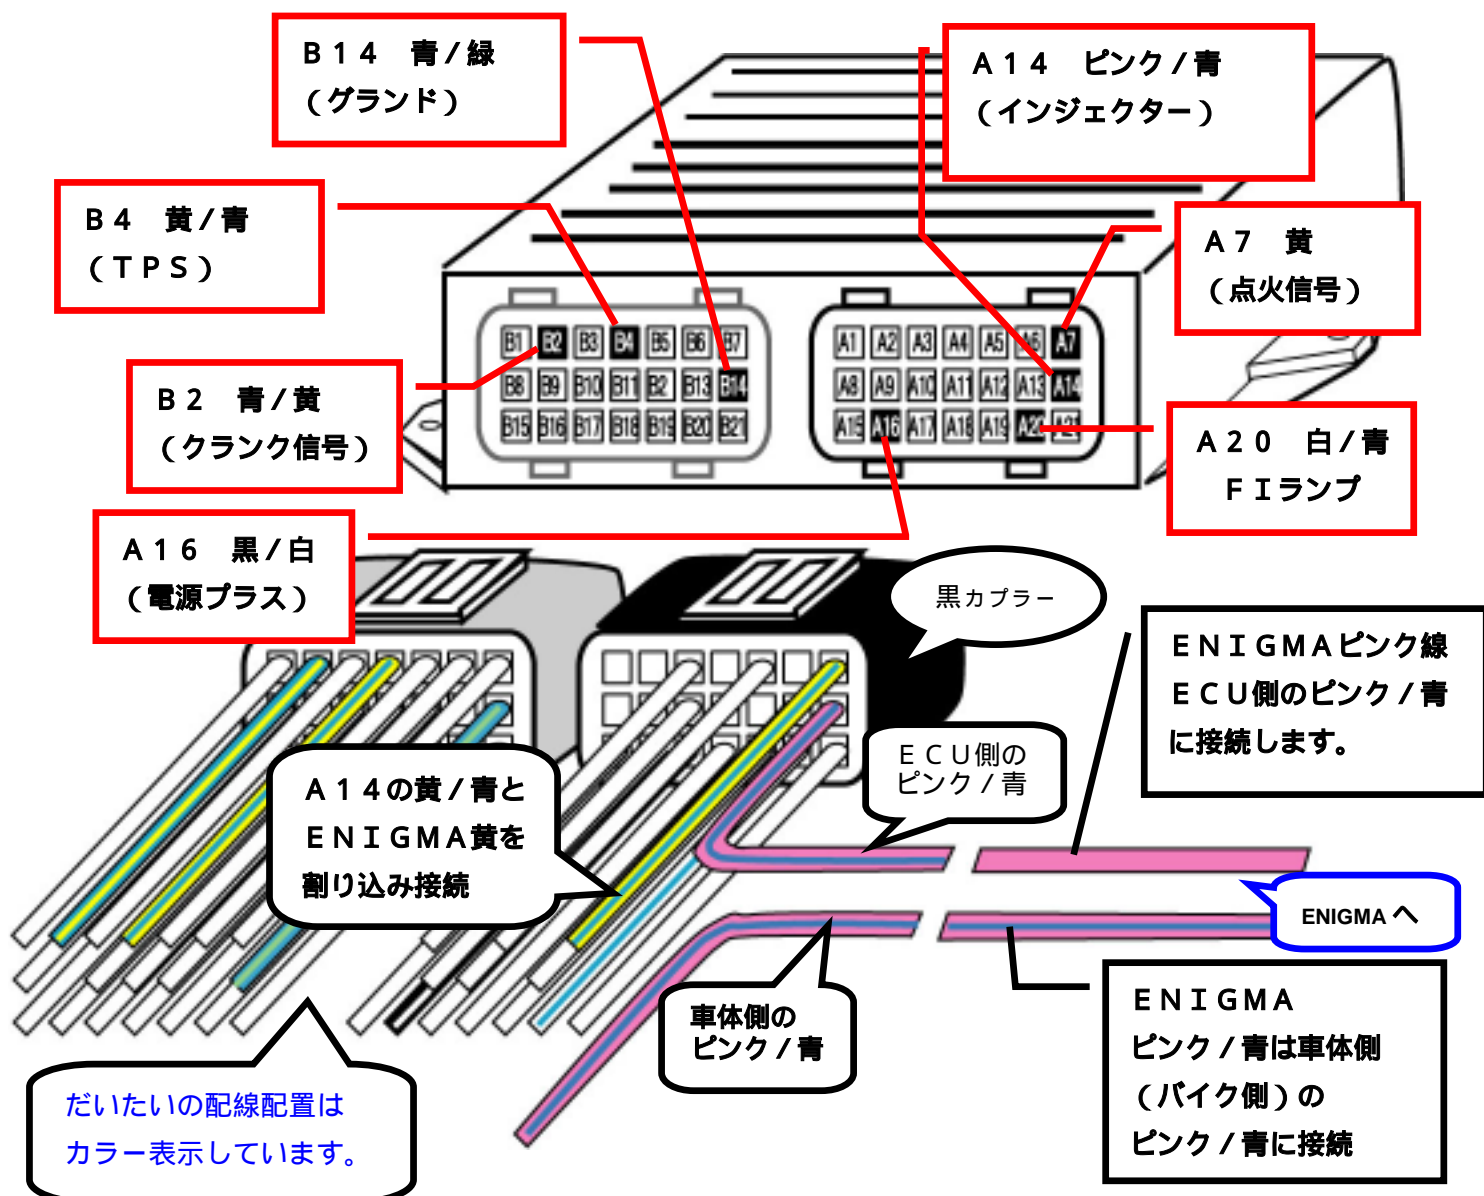 B14 青/緑
(グランド)
A14 ピンク/青
(インジェクター)
B4 黄/青
(TPS)
A7 黄
(点火信号)
B2 青/黄
(クランク信号)
A20 白/青
FIランプ
A16 黒/白
(電源プラス)
B1 B2 B3 B4 B5 B6 B7
B8 B9 B10 B11 B2 B13 B14
B15 B16 B17 B18 B19 B20 B21
A1 A2 A3 A4 A5 A6 A7
A8 A9 A10 A11 A12 A13 A14
A15 A16 A17 A18 A19 A20 A21
黒カプラー
ENIGMAピンク線
ECU側のピンク/青
に接続します。
ECU側の
ピンク/青
A14の黄/青と
ENIGMA黄を
割り込み接続
ENIGMA へ
車体側の
ピンク/青
ENIGMA
ピンク/青は車体側
(バイク側)の
ピンク/青に接続
だいたいの配線配置は
カラー表示しています。